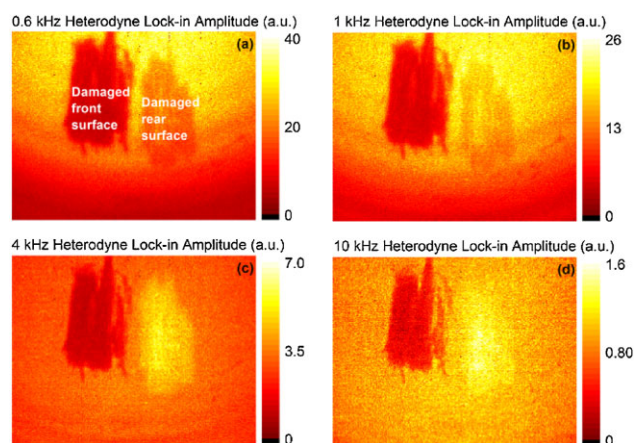 0.6 kHz Heterodyne Lock-in Amplitude (a.u.)
(a)
40
20
0
Damaged
front
surface
Damaged
rear
surface
1 kHz Heterodyne Lock-in Amplitude (a.u.)
(b)
26
13
0
4 kHz Heterodyne Lock-in Amplitude (a.u.)
(c)
7.0
3.5
0
10 kHz Heterodyne Lock-in Amplitude (a.u.)
(d)
1.6
0.80
0